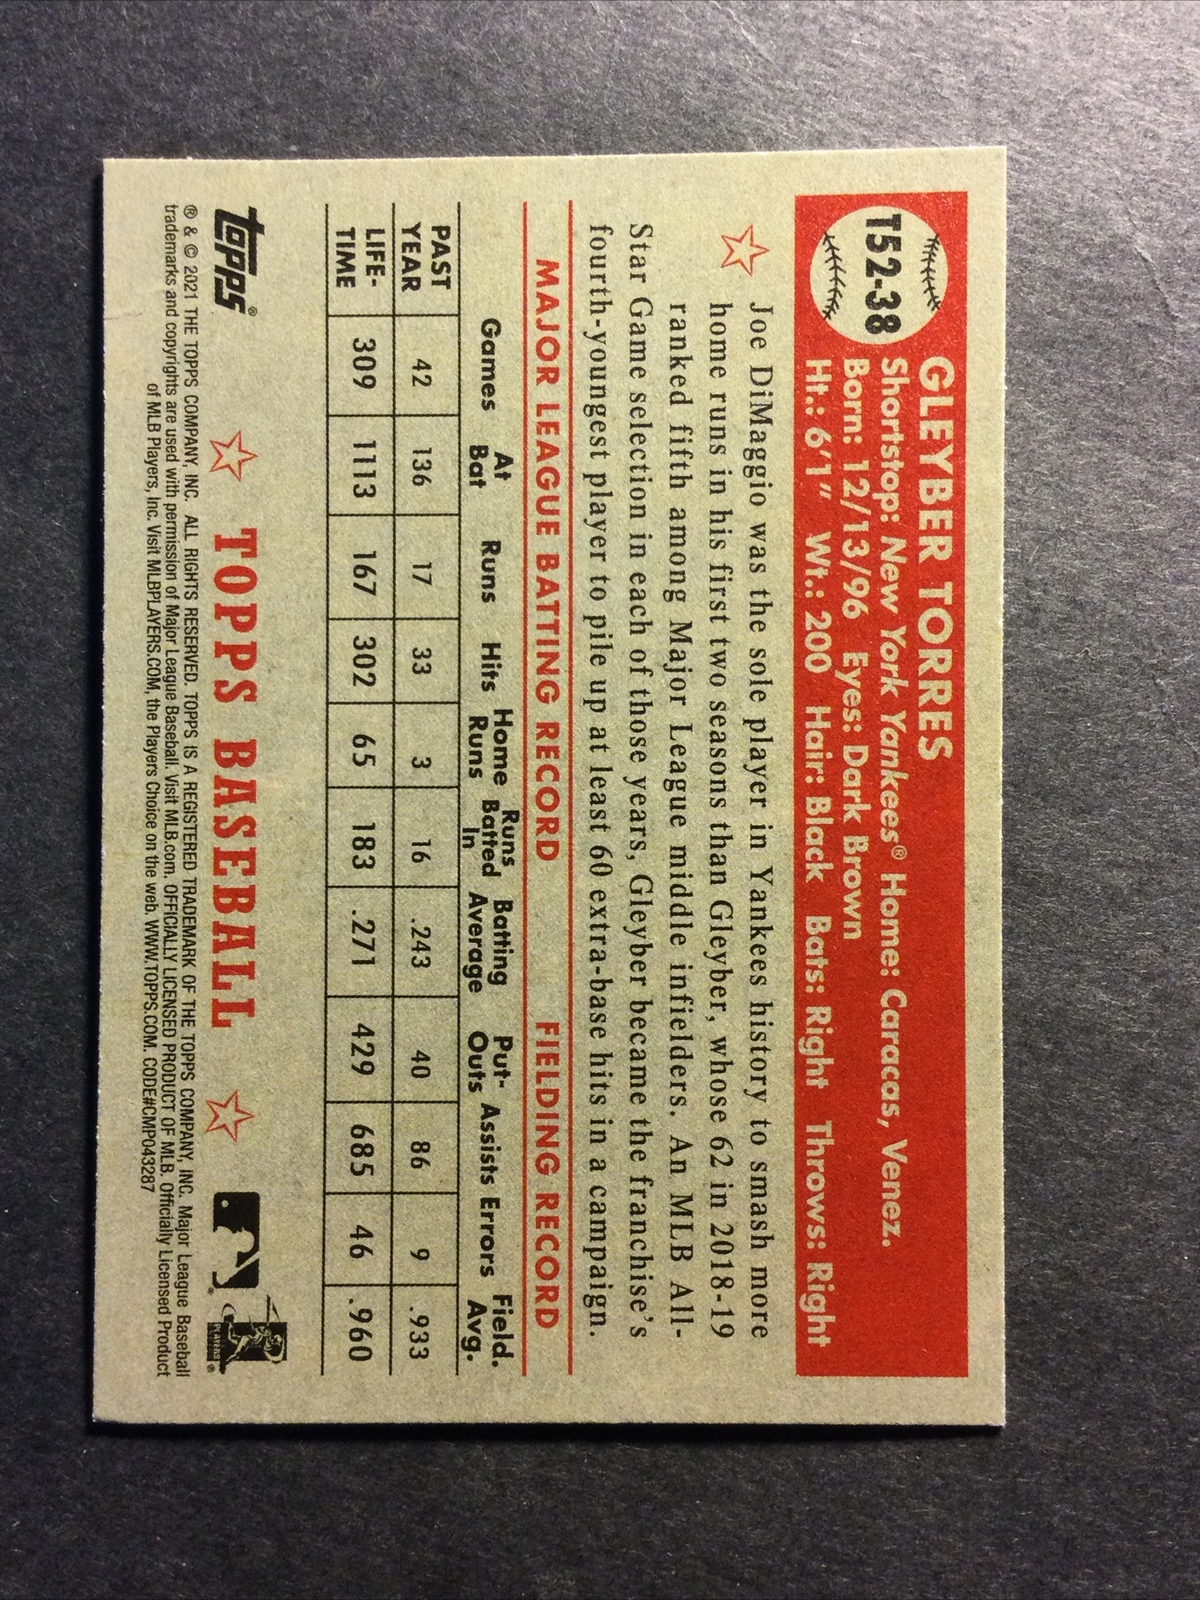 T52-38
GLEYBER TORRES
Shortstop: New York Yankees® Home: Caracas, Venez.
Born: 12/13/96 Eyes: Dark Brown
Ht.: 6'1" Wt.: 200 Hair: Black Bats: Right Throws: Right
Joe DiMaggio was the sole player in Yankees history to smash more
home runs in his first two seasons than Gleyber, whose 62 in 2018-19
ranked fifth among Major League middle infielders. An MLB All-
Star Game selection in each of those years, Gleyber became the franchise's
fourth-youngest player to pile up at least 60 extra-base hits in a campaign.
MAJOR LEAGUE BATTING RECORD FIELDING RECORD
Games At Bat Runs Hits Home Runs Runs Batted In Batting Average Put-Outs Assists Errors Field. Avg.
PAST YEAR 42 136 17 33 3 16 .243 40 86 9 .933
LIFE-TIME 309 1113 167 302 65 183 .271 429 685 46 .960
topps® TOPPS BASEBALL
® & © 2021 THE TOPPS COMPANY, INC. ALL RIGHTS RESERVED. TOPPS IS A REGISTERED TRADEMARK OF THE TOPPS COMPANY, INC. Major League Baseball
trademarks and copyrights are used with permission of Major League Baseball. Visit MLB.com. OFFICIALLY LICENSED PRODUCT OF MLB. Officially Licensed Product
of MLB Players, Inc. Visit MLBPLAYERS.COM, the Players Choice on the web. WWW.TOPPS.COM. CODE#CMP043287